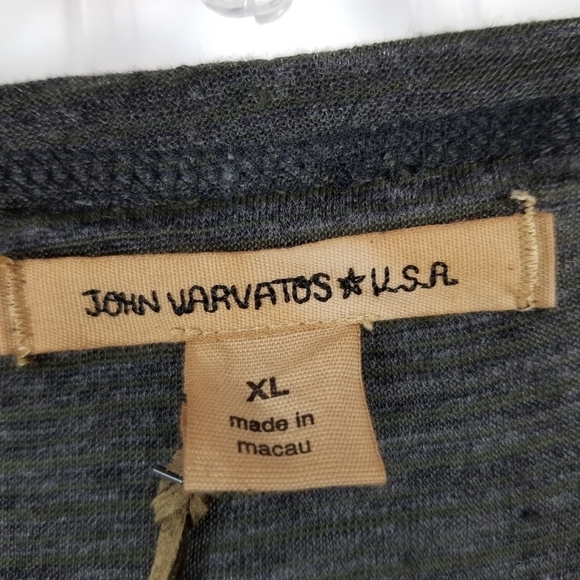 JOHN VARVATOS ★ U.S.A.
XL
made in
macau